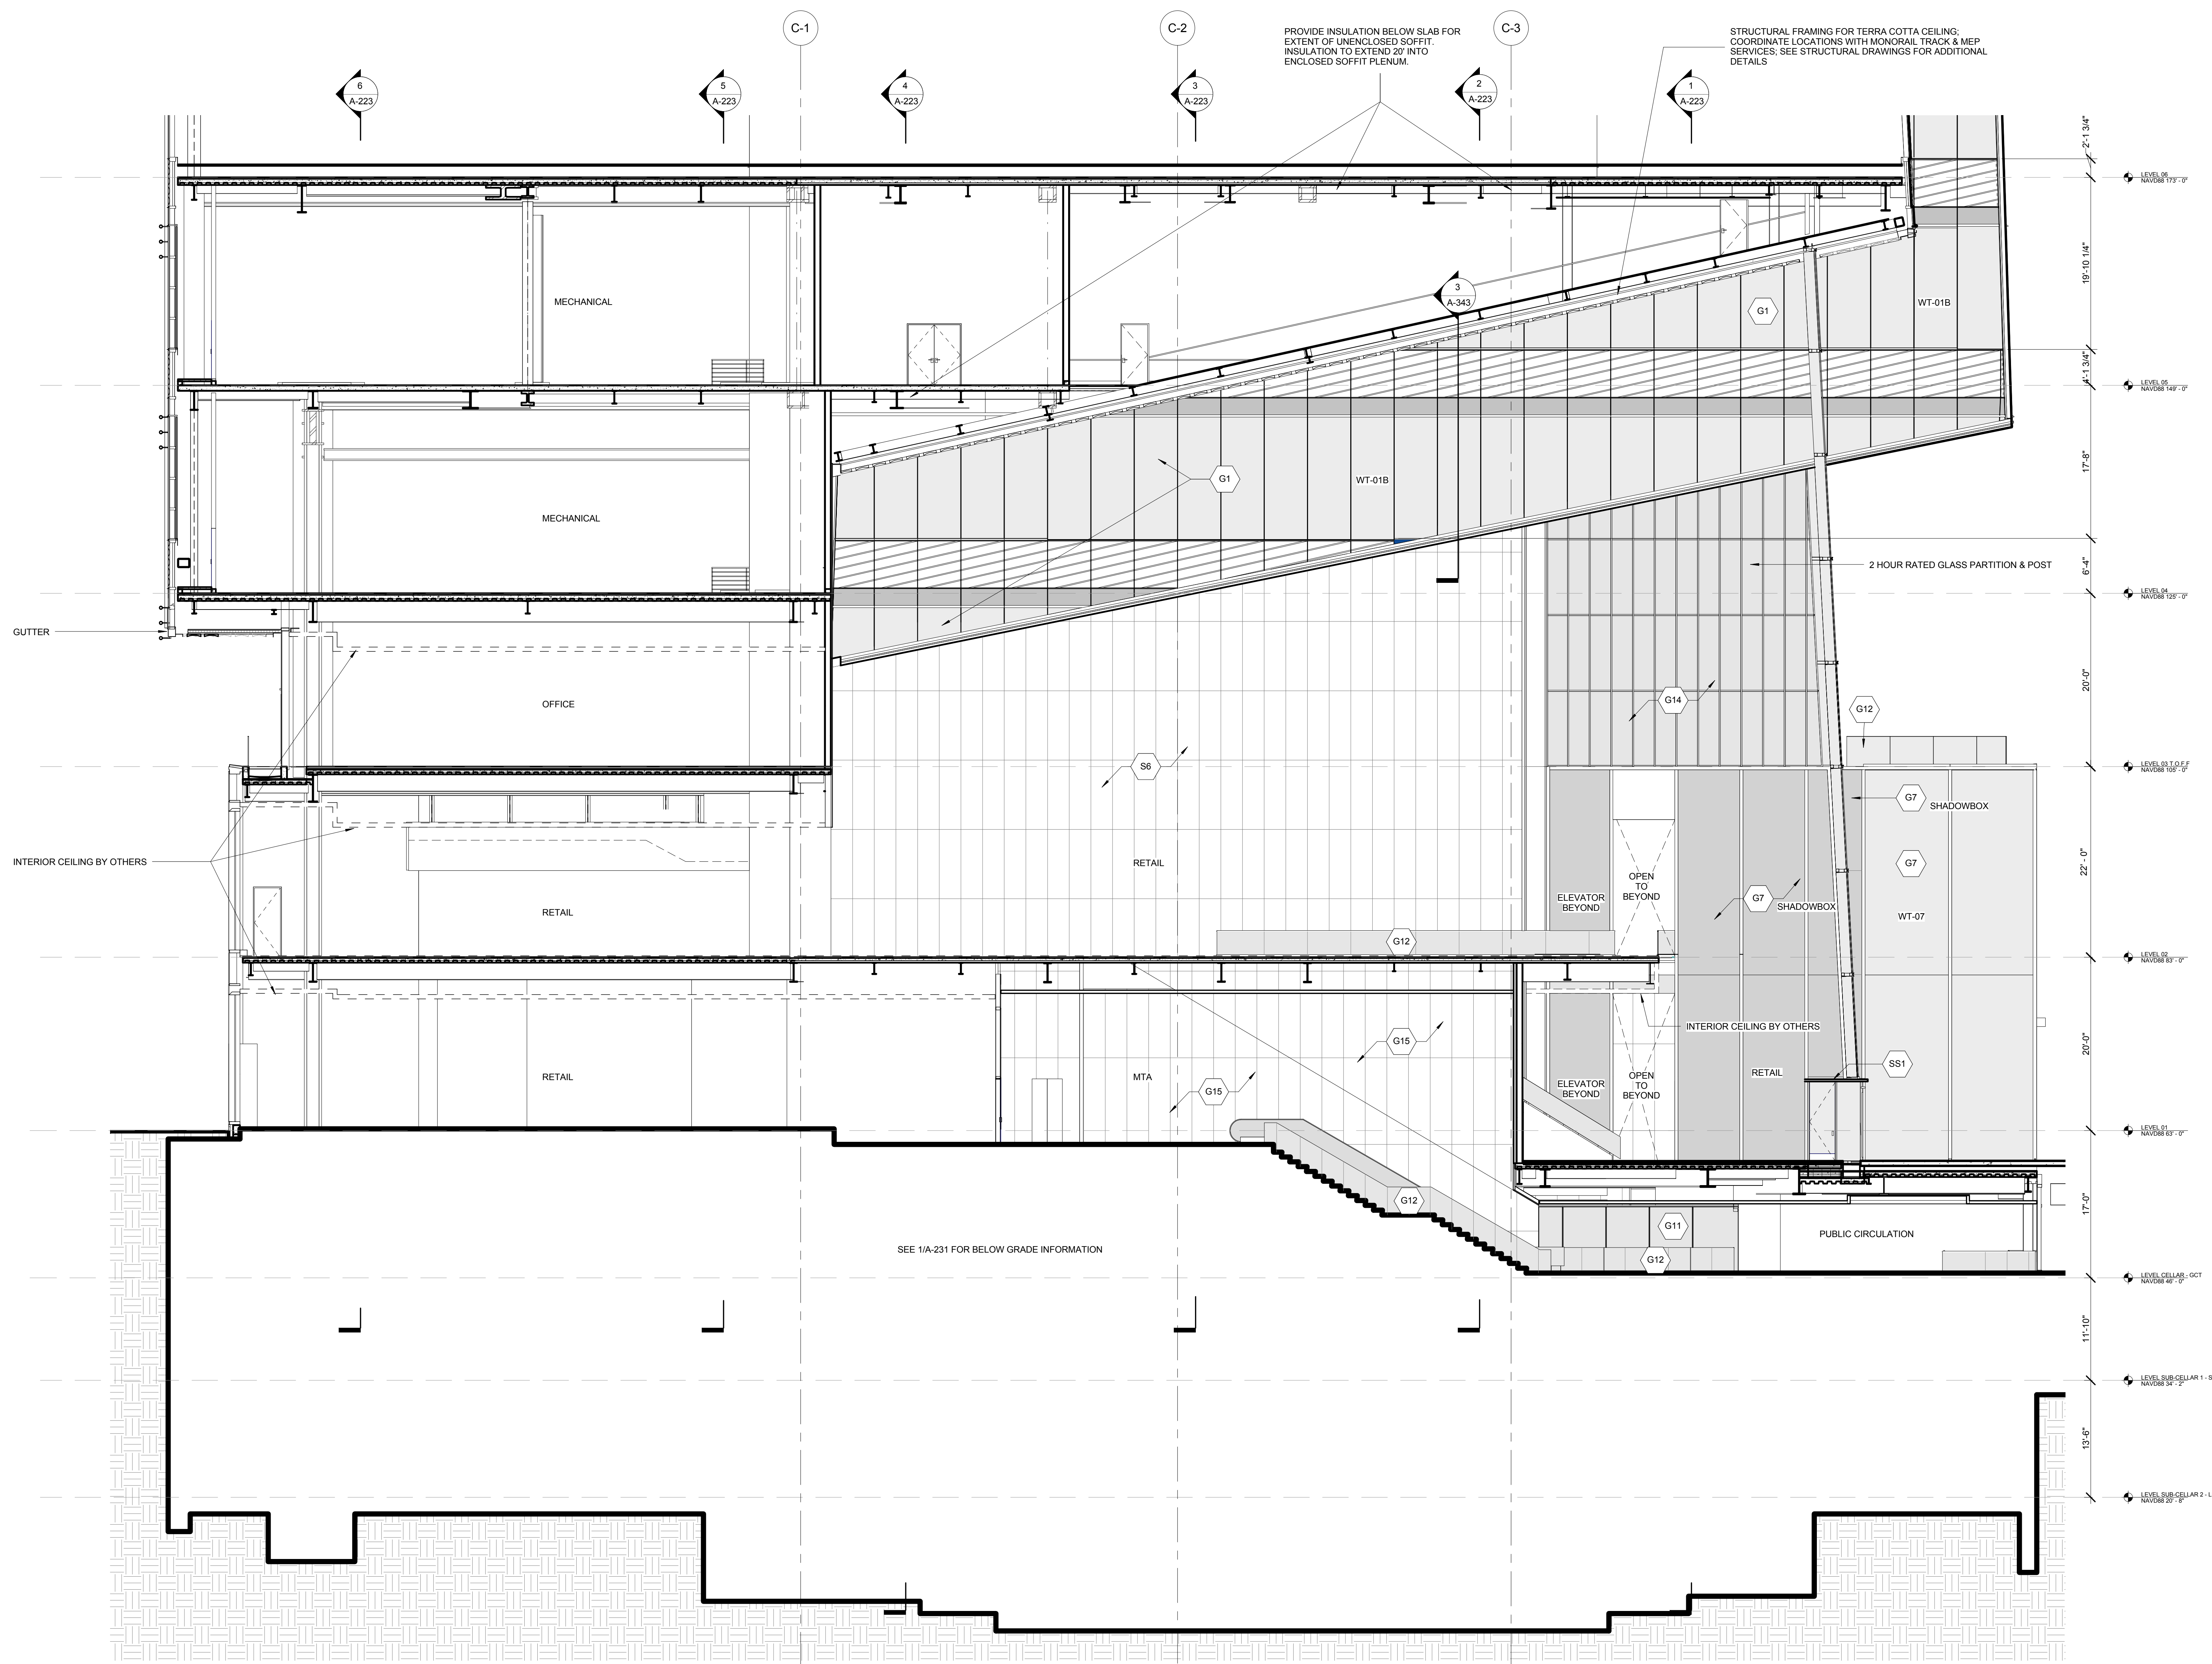 C-1
C-2
C-3
PROVIDE INSULATION BELOW SLAB FOR
EXTENT OF UNENCLOSED SOFFIT.
INSULATION TO EXTEND 20' INTO
ENCLOSED SOFFIT PLENUM.
STRUCTURAL FRAMING FOR TERRA COTTA CEILING;
COORDINATE LOCATIONS WITH MONORAIL TRACK & MEP
SERVICES; SEE STRUCTURAL DRAWINGS FOR ADDITIONAL
DETAILS
6
A-223
5
A-223
4
A-223
3
A-223
2
A-223
1
A-223
2'-1 3/4"
LEVEL 06
NAVD88 173' - 0"
19'-10 1/4"
MECHANICAL
3
A-343
G1
WT-01B
4'-1 3/4"
LEVEL 05
NAVD88 149' - 0"
17'-8"
G1
WT-01B
MECHANICAL
2 HOUR RATED GLASS PARTITION & POST
6'-4"
LEVEL 04
NAVD88 125' - 0"
GUTTER
OFFICE
G14
G12
20'-0"
S6
LEVEL 03 T.O.F.F
NAVD88 105' - 0"
G7
SHADOWBOX
INTERIOR CEILING BY OTHERS
RETAIL
G7
22' - 0"
OPEN
TO
BEYOND
ELEVATOR
BEYOND
G7
SHADOWBOX
RETAIL
WT-07
G12
LEVEL 02
NAVD88 83' - 0"
INTERIOR CEILING BY OTHERS
G15
20'-0"
SS1
RETAIL
MTA
G15
ELEVATOR
BEYOND
OPEN
TO
BEYOND
RETAIL
LEVEL 01
NAVD88 63' - 0"
G12
17'-0"
G11
PUBLIC CIRCULATION
SEE 1/A-231 FOR BELOW GRADE INFORMATION
G12
LEVEL CELLAR - GCT
NAVD88 46' - 0"
11'-10"
LEVEL SUB-CELLAR 1 - S
NAVD88 34' - 2"
13'-6"
LEVEL SUB-CELLAR 2 - L
NAVD88 20' - 8"